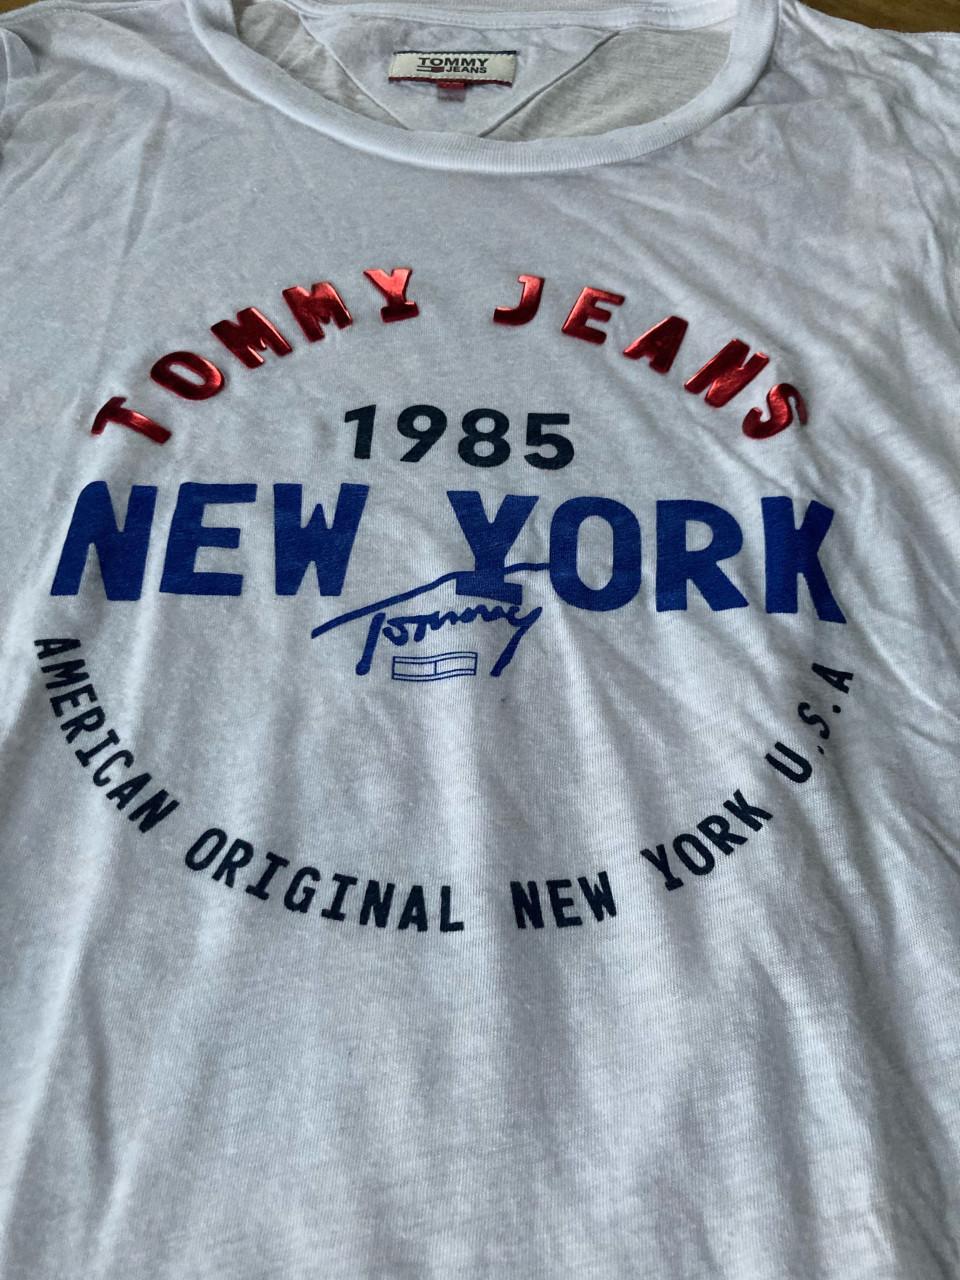 TOMMY
JEANS
TOMMY JEANS
1985
NEW YORK
Tommy
AMERICAN ORIGINAL NEW YORK U.S.A